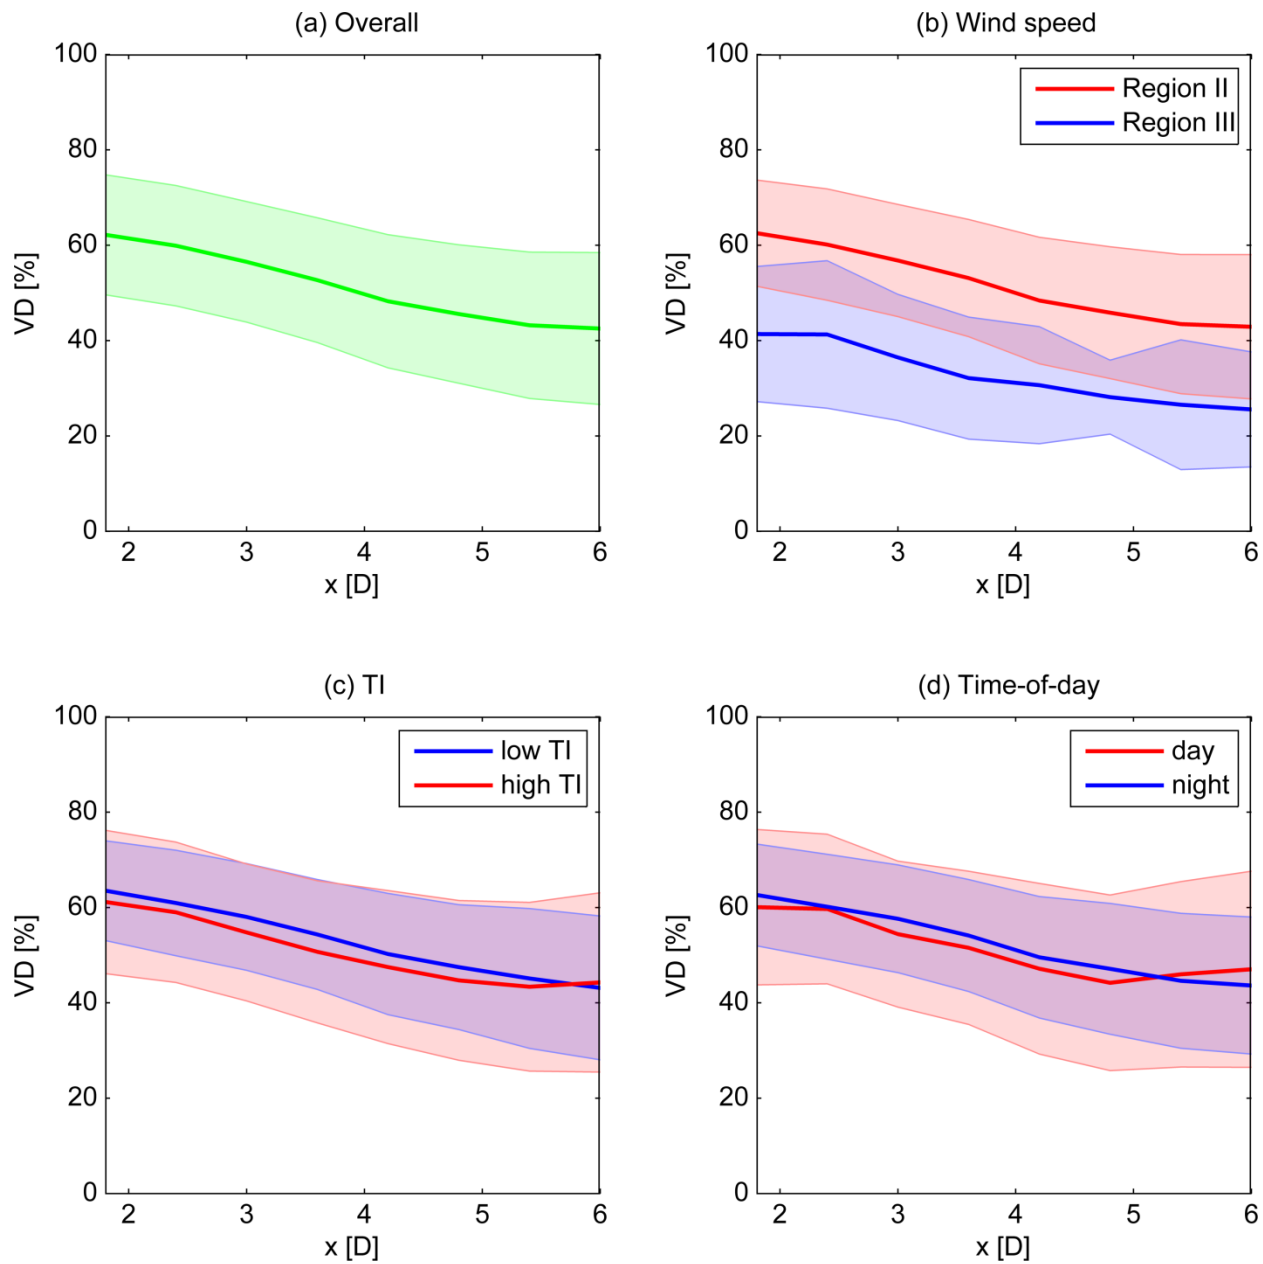 (a) Overall
100
80
60
40
20
0
VD [%]
2 3 4 5 6
x [D]
(b) Wind speed
Region II
Region III
100
80
60
40
20
0
VD [%]
2 3 4 5 6
x [D]
(c) TI
low TI
high TI
100
80
60
40
20
0
VD [%]
2 3 4 5 6
x [D]
(d) Time-of-day
day
night
100
80
60
40
20
0
VD [%]
2 3 4 5 6
x [D]